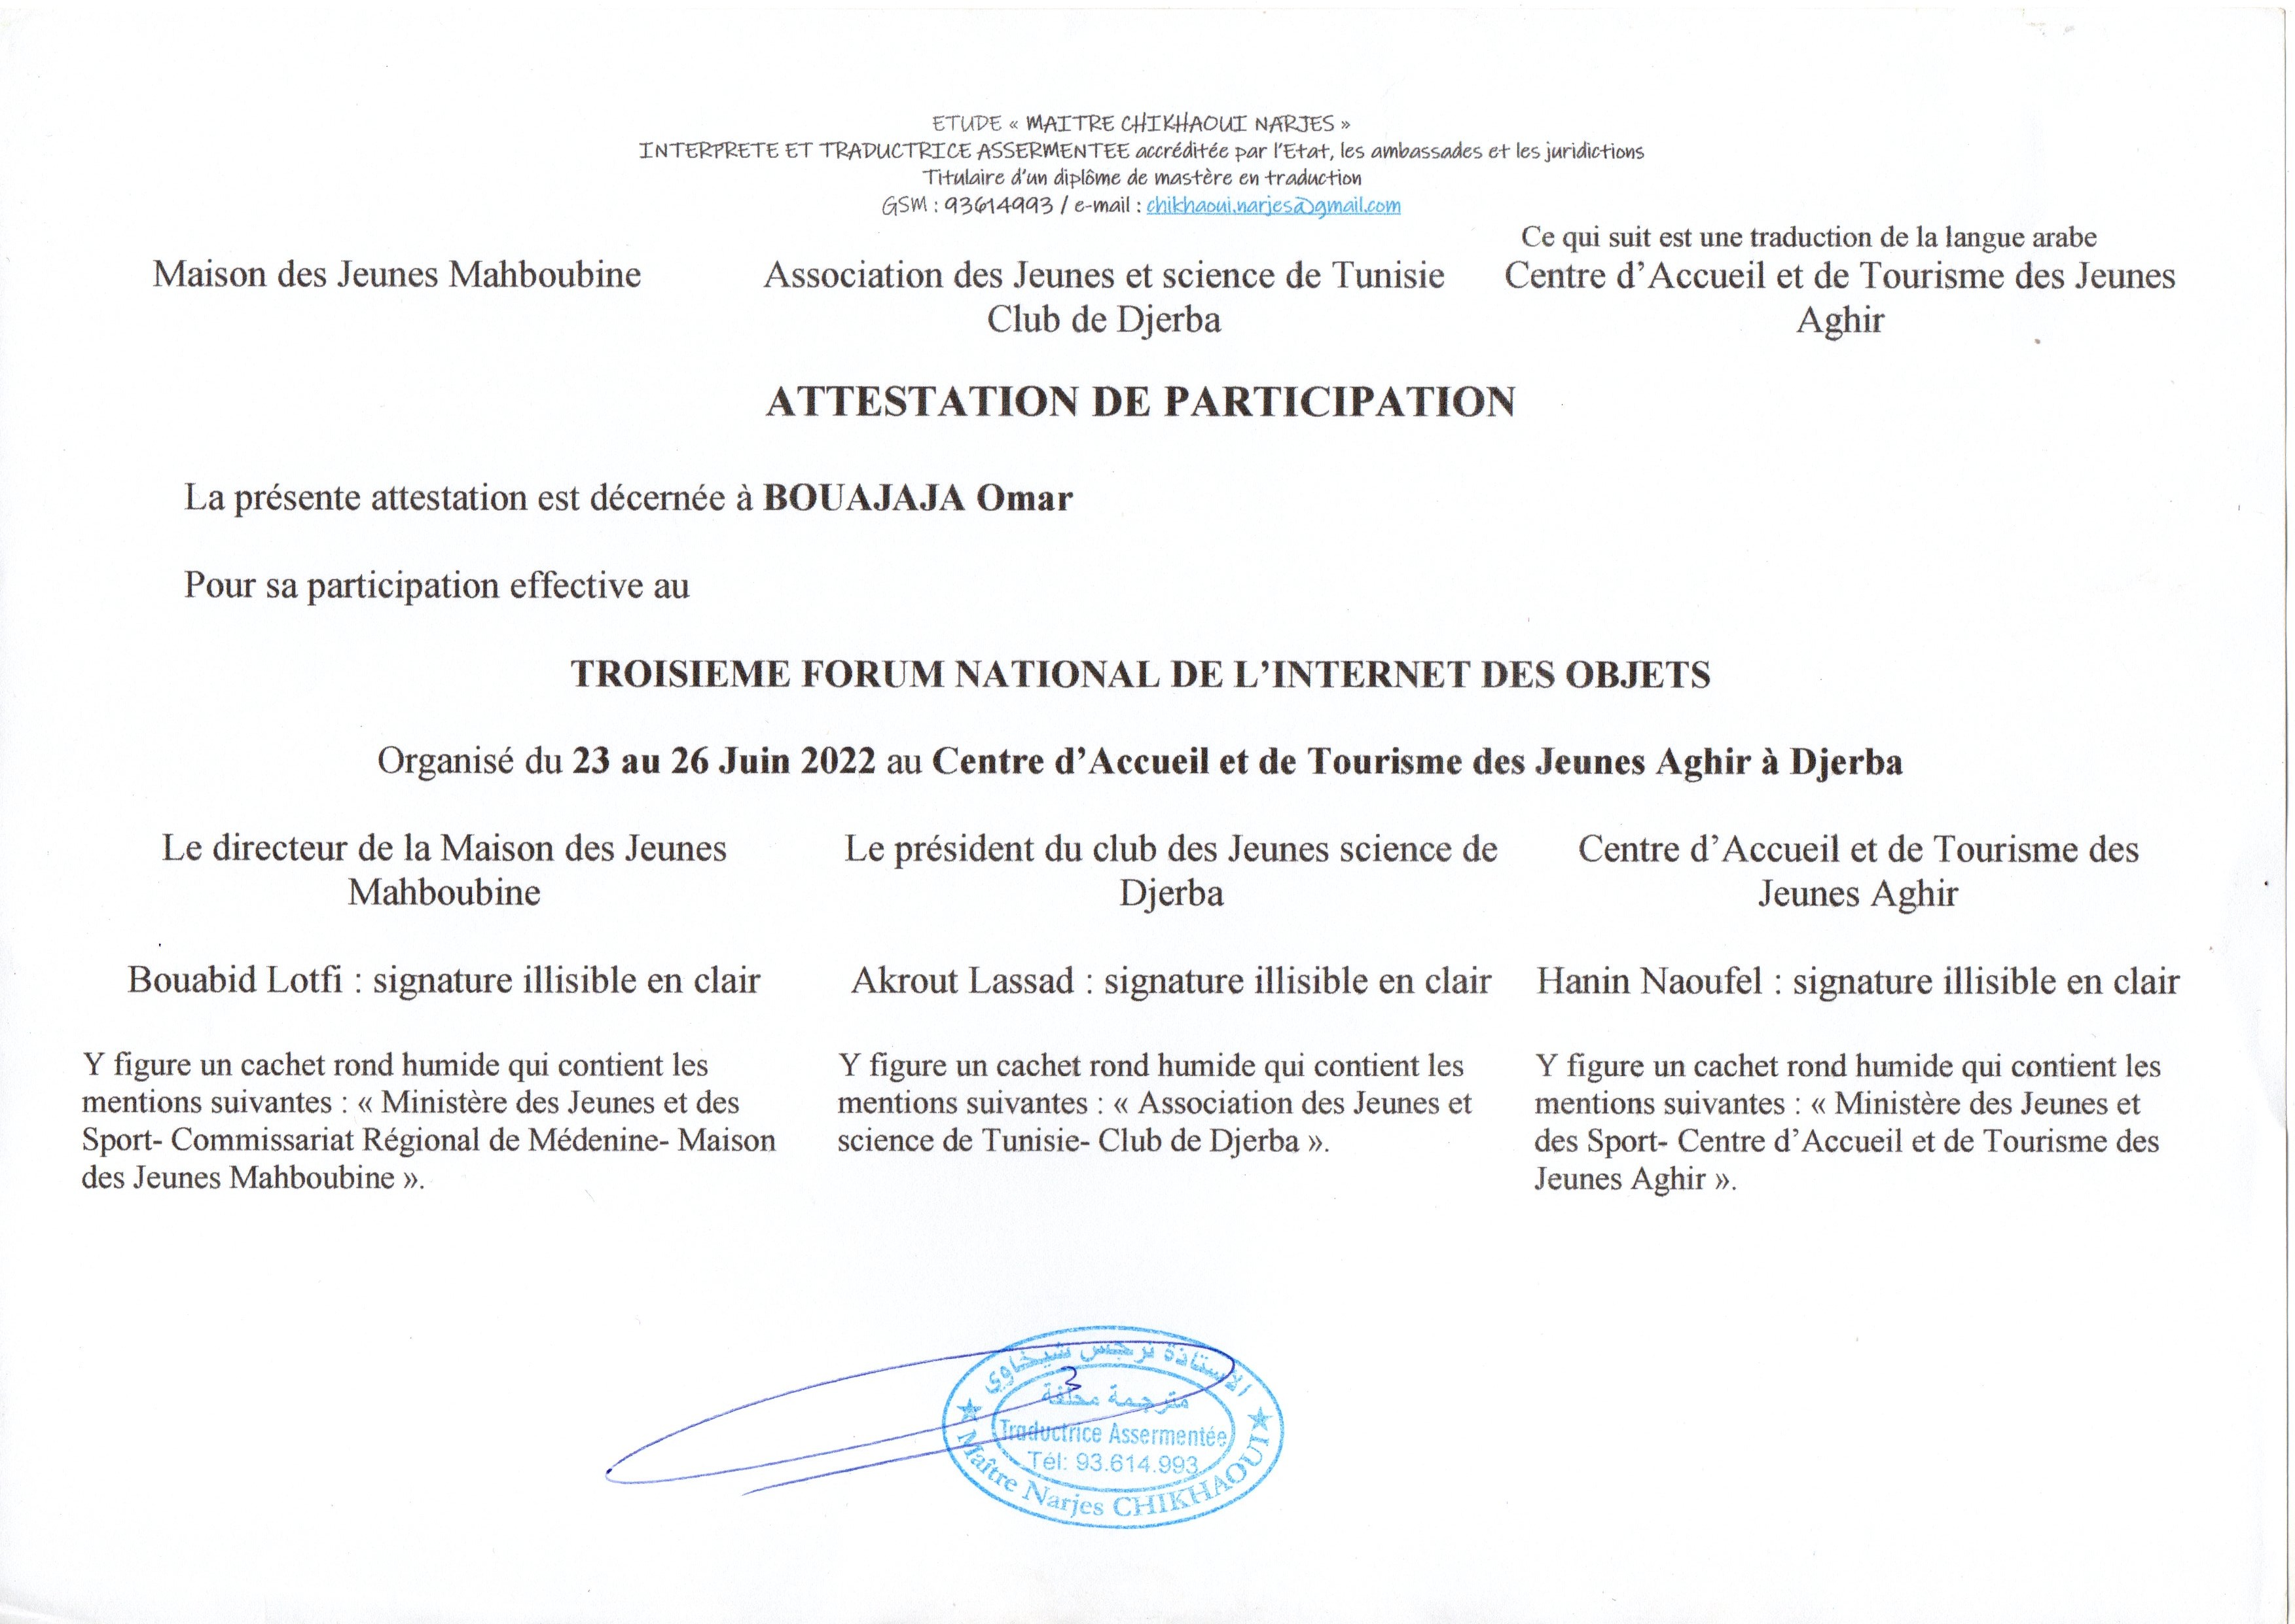 ETUDE « MAITRE CHIKHAOUI NARJES »
INTERPRETE ET TRADUCTRICE ASSERMENTEE accréditée par l'Etat, les ambassades et les juridictions
Titulaire d'un diplôme de mastère en traduction
GSM : 93614993 / e-mail : chikhaoui.narjes@gmail.com
Ce qui suit est une traduction de la langue arabe
Maison des Jeunes Mahboubine
Association des Jeunes et science de Tunisie
Club de Djerba
Centre d'Accueil et de Tourisme des Jeunes
Aghir
ATTESTATION DE PARTICIPATION
La présente attestation est décernée à BOUAJAJA Omar
Pour sa participation effective au
TROISIEME FORUM NATIONAL DE L'INTERNET DES OBJETS
Organisé du 23 au 26 Juin 2022 au Centre d'Accueil et de Tourisme des Jeunes Aghir à Djerba
Le directeur de la Maison des Jeunes
Mahboubine
Bouabid Lotfi : signature illisible en clair
Y figure un cachet rond humide qui contient les
mentions suivantes : « Ministère des Jeunes et des
Sport- Commissariat Régional de Médenine- Maison
des Jeunes Mahboubine ».
Le président du club des Jeunes science de
Djerba
Akrout Lassad : signature illisible en clair
Y figure un cachet rond humide qui contient les
mentions suivantes : « Association des Jeunes et
science de Tunisie- Club de Djerba ».
Centre d'Accueil et de Tourisme des
Jeunes Aghir
Hanin Naoufel : signature illisible en clair
Y figure un cachet rond humide qui contient les
mentions suivantes : « Ministère des Jeunes et
des Sport- Centre d'Accueil et de Tourisme des
Jeunes Aghir ».
الأستاذة نرجس شيخاوي
مترجمة محلفة
Traductrice Assermentée
Tél: 93.614.993
Maître Narjes CHIKHAOUI